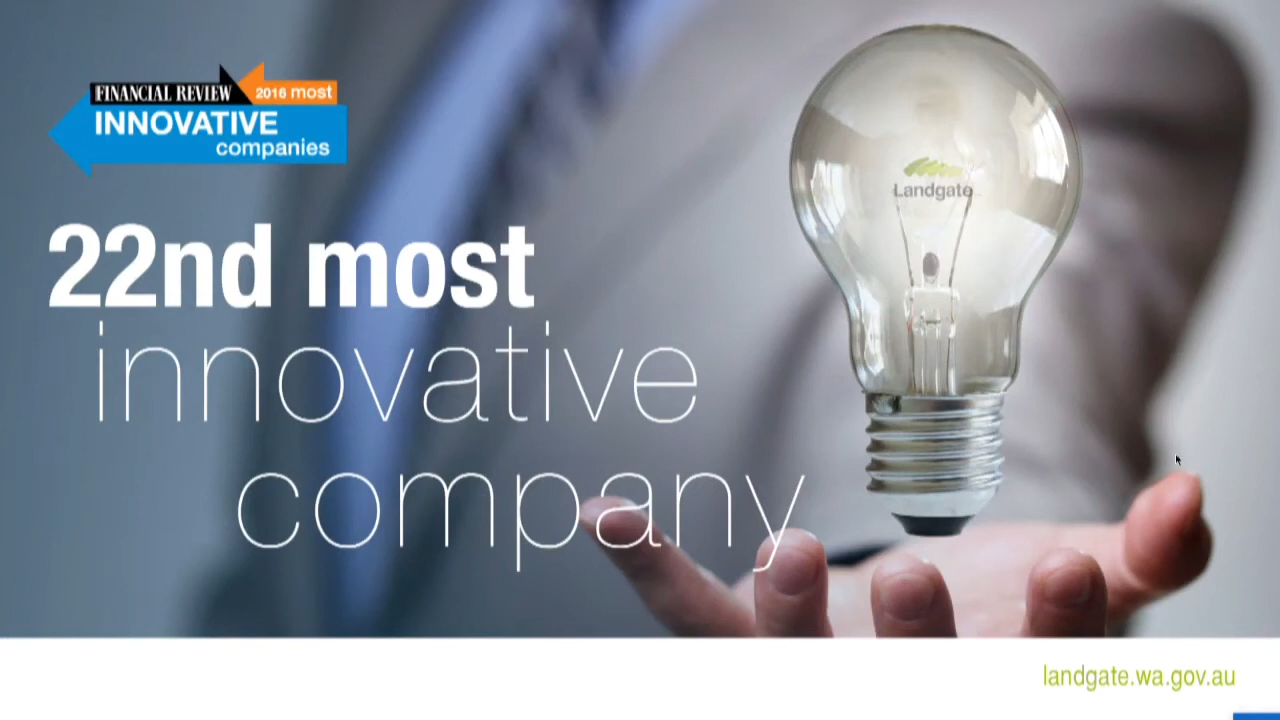 FINANCIAL REVIEW 2016 most
INNOVATIVE
companies
Landgate
22nd most
innovative
company
landgate.wa.gov.au